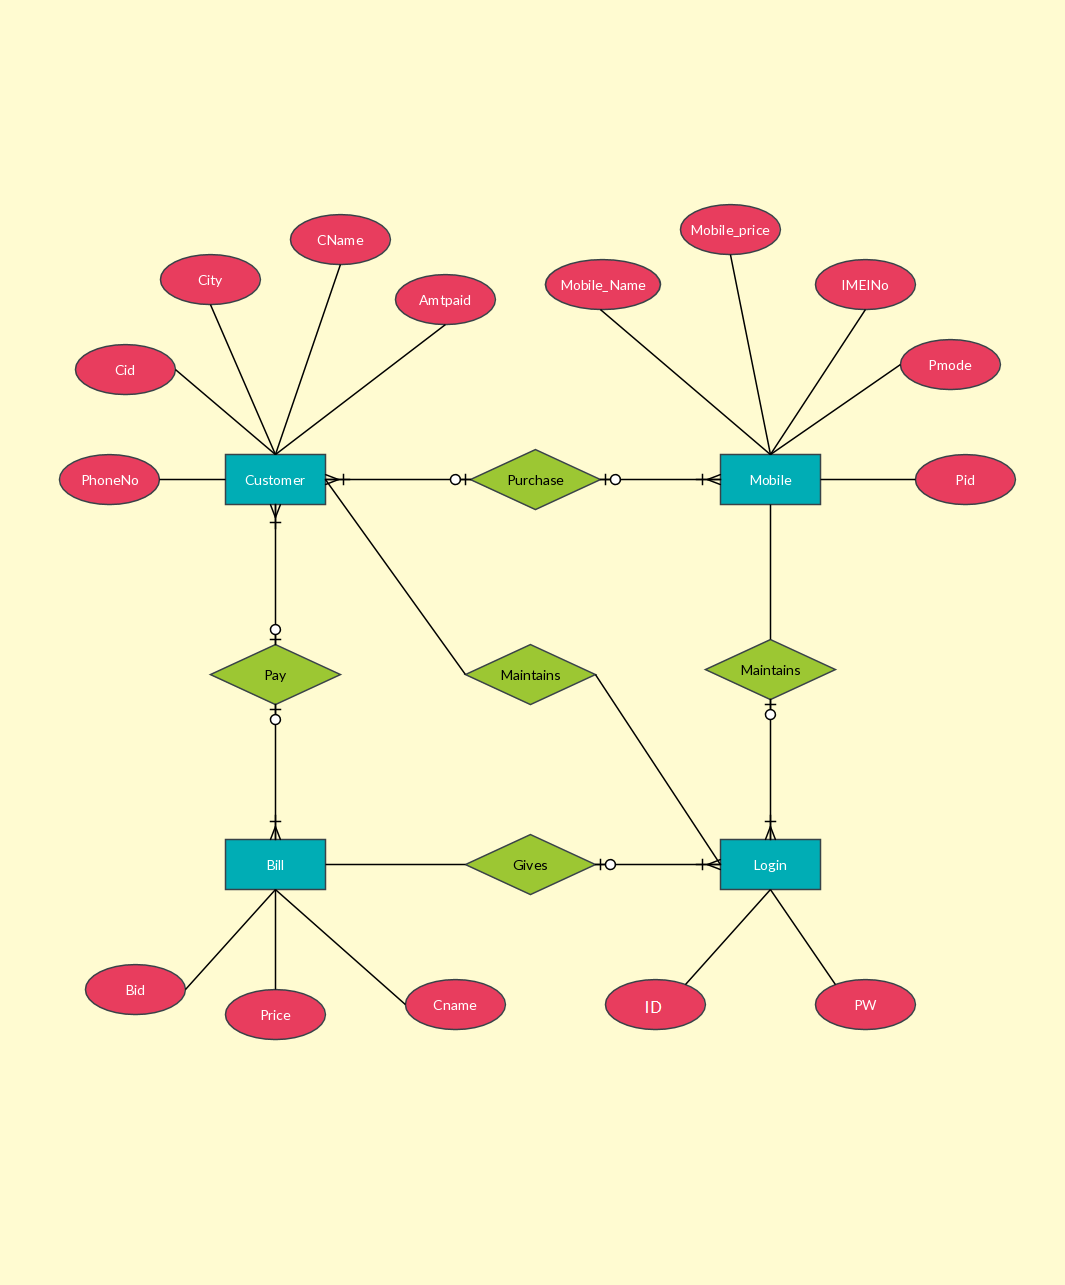 Mobile_price
CName
City
Mobile_Name
IMEINo
Amtpaid
Cid
Pmode
PhoneNo
Customer
Purchase
Mobile
Pid
Pay
Maintains
Maintains
Bill
Gives
Login
Bid
Price
Cname
ID
PW